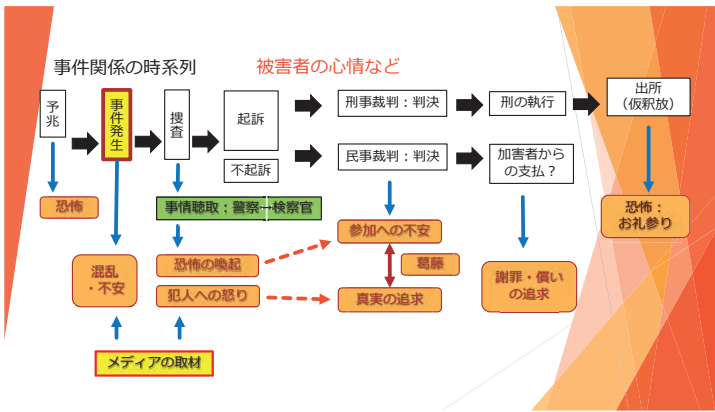 事件関係の時系列
被害者の心情など
予
兆
事
件
発
生
捜
査
起訴
不起訴
刑事裁判：判決
民事裁判：判決
刑の執行
加害者から
の支払？
出所
（仮釈放）
恐怖
事情聴取：警察→検察官
混乱
・不安
恐怖の喚起
犯人への怒り
参加への不安
葛藤
真実の追求
謝罪・償い
の追求
恐怖：
お礼参り
メディアの取材